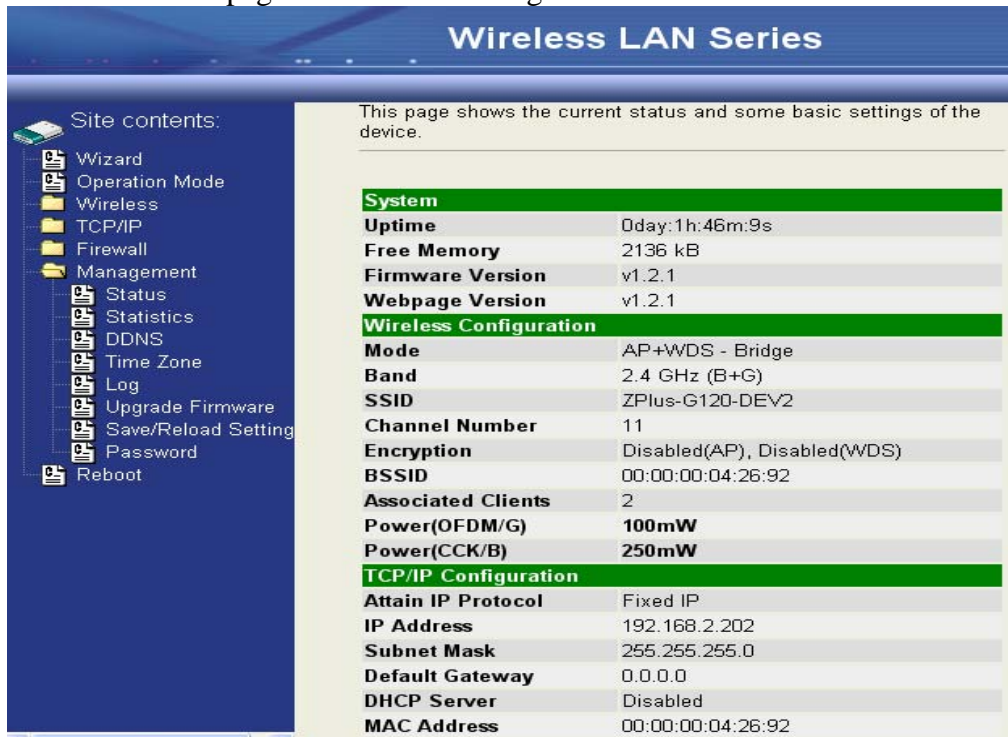 Wireless LAN Series
Site contents:
Wizard
Operation Mode
Wireless
TCP/IP
Firewall
Management
Status
Statistics
DDNS
Time Zone
Log
Upgrade Firmware
Save/Reload Setting
Password
Reboot
This page shows the current status and some basic settings of the
device.
System
Uptime 0day:1h:46m:9s
Free Memory 2136 kB
Firmware Version v1.2.1
Webpage Version v1.2.1
Wireless Configuration
Mode AP+WDS - Bridge
Band 2.4 GHz (B+G)
SSID ZPlus-G120-DEV2
Channel Number 11
Encryption Disabled(AP), Disabled(WDS)
BSSID 00:00:00:04:26:92
Associated Clients 2
Power(OFDM/G) 100mW
Power(CCK/B) 250mW
TCP/IP Configuration
Attain IP Protocol Fixed IP
IP Address 192.168.2.202
Subnet Mask 255.255.255.0
Default Gateway 0.0.0.0
DHCP Server Disabled
MAC Address 00:00:00:04:26:92